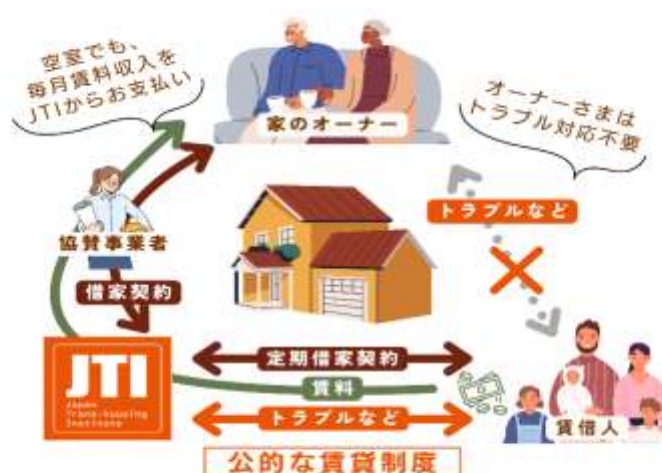 空室でも、
毎月賃料収入を
JTIからお支払い
家のオーナー
オーナーさまは
トラブル対応不要
トラブルなど
協賛事業者
借家契約
定期借家契約
賃料
トラブルなど
JTI
Japan
Trans-housing
Institute
賃借人
公的な賃貸制度